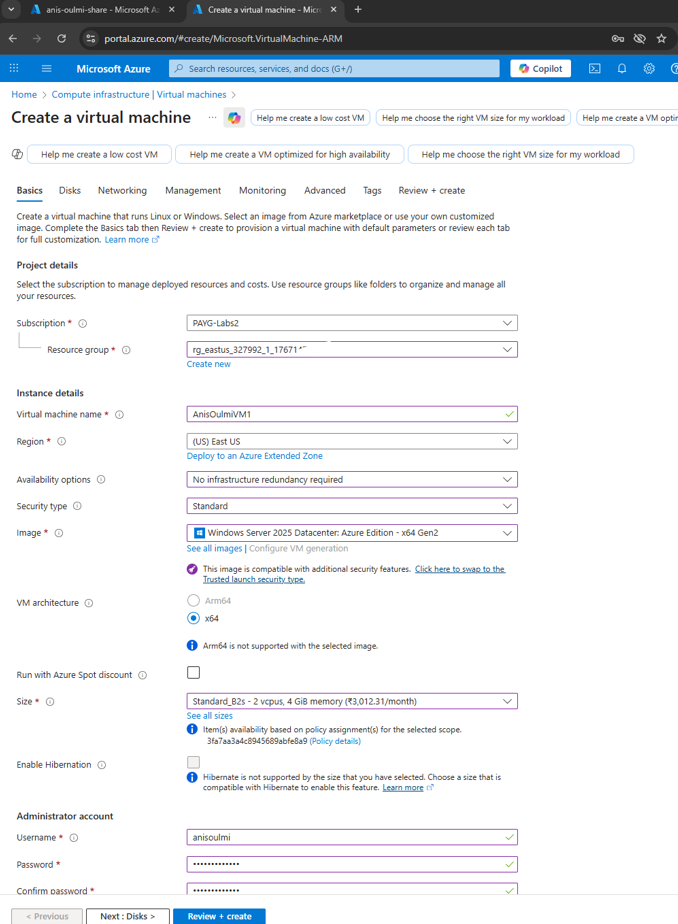 anis-oulmi-share - Microsoft Az
Create a virtual machine - Micro
portal.azure.com/#create/Microsoft.VirtualMachine-ARM
Microsoft Azure
Search resources, services, and docs (G+/)
Copilot
Home > Compute infrastructure | Virtual machines >
Create a virtual machine ...
Help me create a low cost VM
Help me choose the right VM size for my workload
Help me create a VM optim
Help me create a low cost VM
Help me create a VM optimized for high availability
Help me choose the right VM size for my workload
Basics Disks Networking Management Monitoring Advanced Tags Review + create
Create a virtual machine that runs Linux or Windows. Select an image from Azure marketplace or use your own customized
image. Complete the Basics tab then Review + create to provision a virtual machine with default parameters or review each tab
for full customization. Learn more
Project details
Select the subscription to manage deployed resources and costs. Use resource groups like folders to organize and manage all
your resources.
Subscription * PAYG-Labs2
Resource group * rg_eastus_327992_1_17671
Create new
Instance details
Virtual machine name * AnisOulmiVM1
Region * (US) East US
Deploy to an Azure Extended Zone
Availability options No infrastructure redundancy required
Security type Standard
Image * Windows Server 2025 Datacenter: Azure Edition - x64 Gen2
See all images | Configure VM generation
This image is compatible with additional security features. Click here to swap to the
Trusted launch security type.
VM architecture Arm64
x64
Arm64 is not supported with the selected image.
Run with Azure Spot discount
Size * Standard_B2s - 2 vcpus, 4 GiB memory (₹3,012.31/month)
See all sizes
Item(s) availability based on policy assignment(s) for the selected scope.
3fa7aa3a4c8945689abfe8a9 (Policy details)
Enable Hibernation
Hibernate is not supported by the size that you have selected. Choose a size that is
compatible with Hibernate to enable this feature. Learn more
Administrator account
Username * anisoulmi
Password * •••••••••••••
Confirm password * •••••••••••••
< Previous
Next : Disks >
Review + create